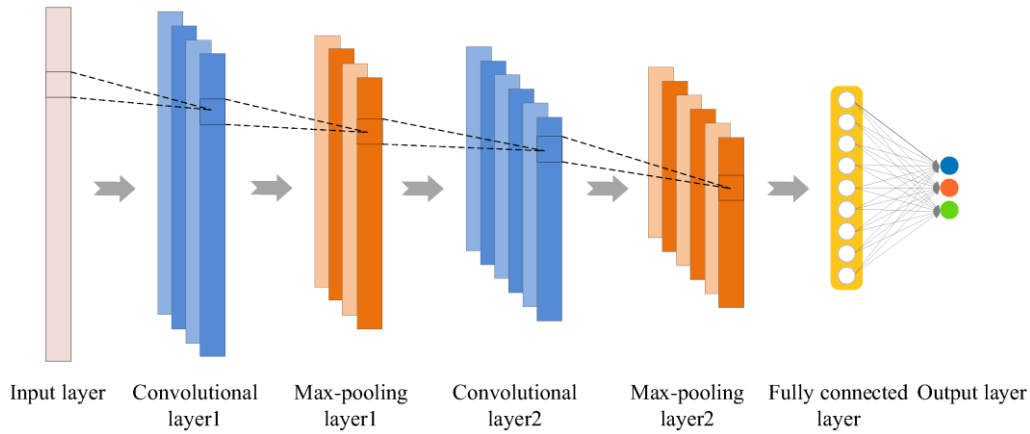 Input layer
Convolutional
layer1
Max-pooling
layer1
Convolutional
layer2
Max-pooling
layer2
Fully connected
layer
Output layer